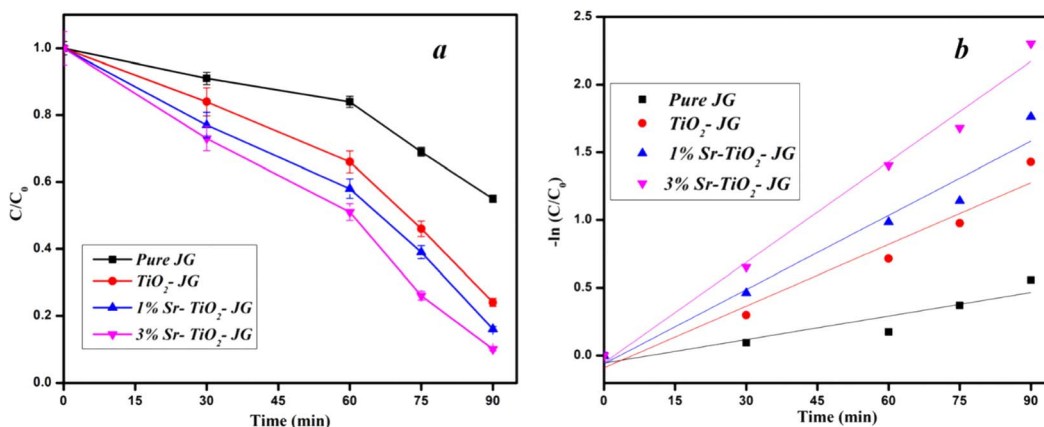 a
1.0
0.8
0.6
0.4
0.2
0.0
C/C₀
Pure JG
TiO₂- JG
1% Sr- TiO₂- JG
3% Sr- TiO₂- JG
0 15 30 45 60 75 90
Time (min)
b
-2.5
2.0
1.5
1.0
0.5
0.0
-ln (C/C₀)
Pure JG
TiO₂- JG
1% Sr-TiO₂- JG
3% Sr-TiO₂- JG
0 15 30 45 60 75 90
Time (min)